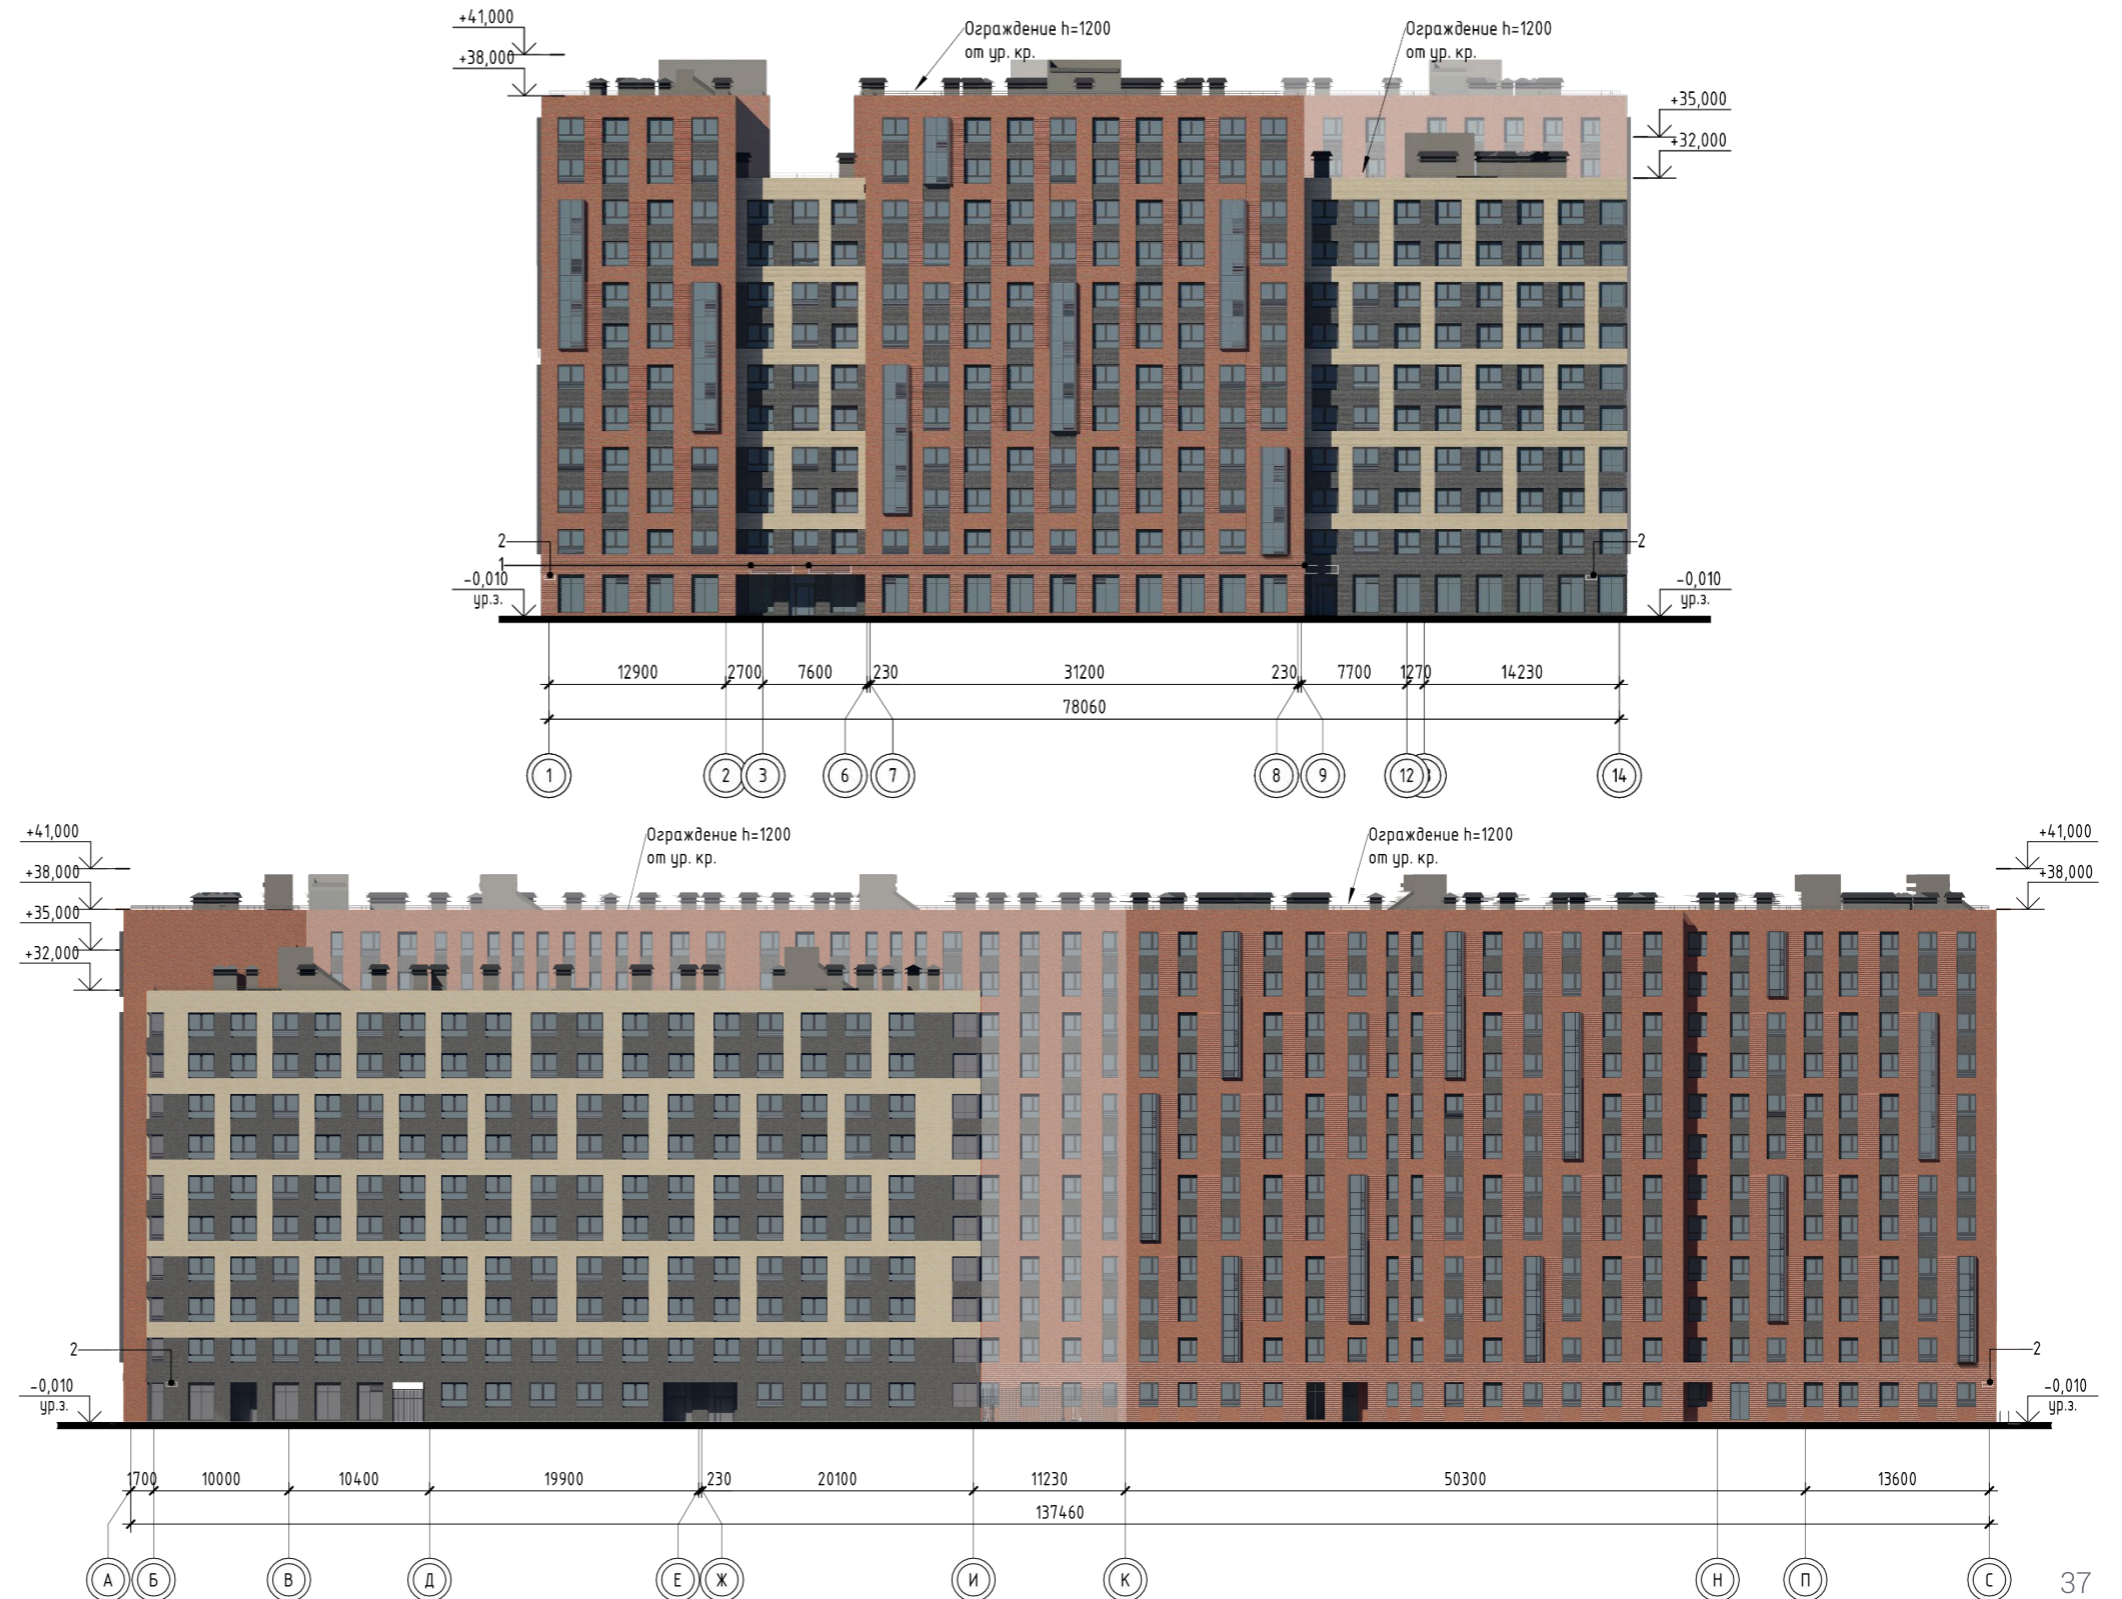 +41,000
+38,000
Ограждение h=1200
от ур. кр.
Ограждение h=1200
от ур. кр.
+35,000
+32,000
2
1
2
-0,010
ур.з.
-0,010
ур.з.
12900 2700 7600 230 31200 230 7700 1270 14230
78060
1 2 3 6 7 8 9 12 14
+41,000
+38,000
+35,000
+32,000
Ограждение h=1200
от ур. кр.
Ограждение h=1200
от ур. кр.
+41,000
+38,000
2
2
-0,010
ур.з.
-0,010
ур.з.
1700 10000 10400 19900 230 20100 11230 50300 13600
137460
А Б В Д Е Ж И К Н П С
37